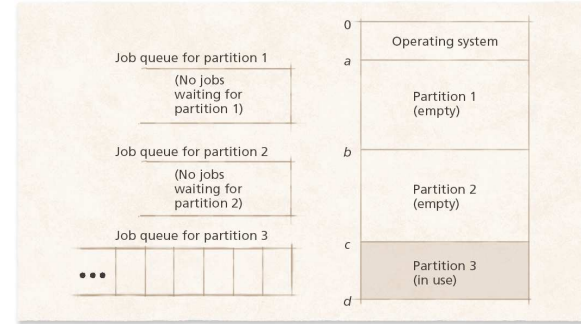 Job queue for partition 1
(No jobs
waiting for
partition 1)
Job queue for partition 2
(No jobs
waiting for
partition 2)
Job queue for partition 3
•••
0
Operating system
a
Partition 1
(empty)
b
Partition 2
(empty)
c
Partition 3
(in use)
d